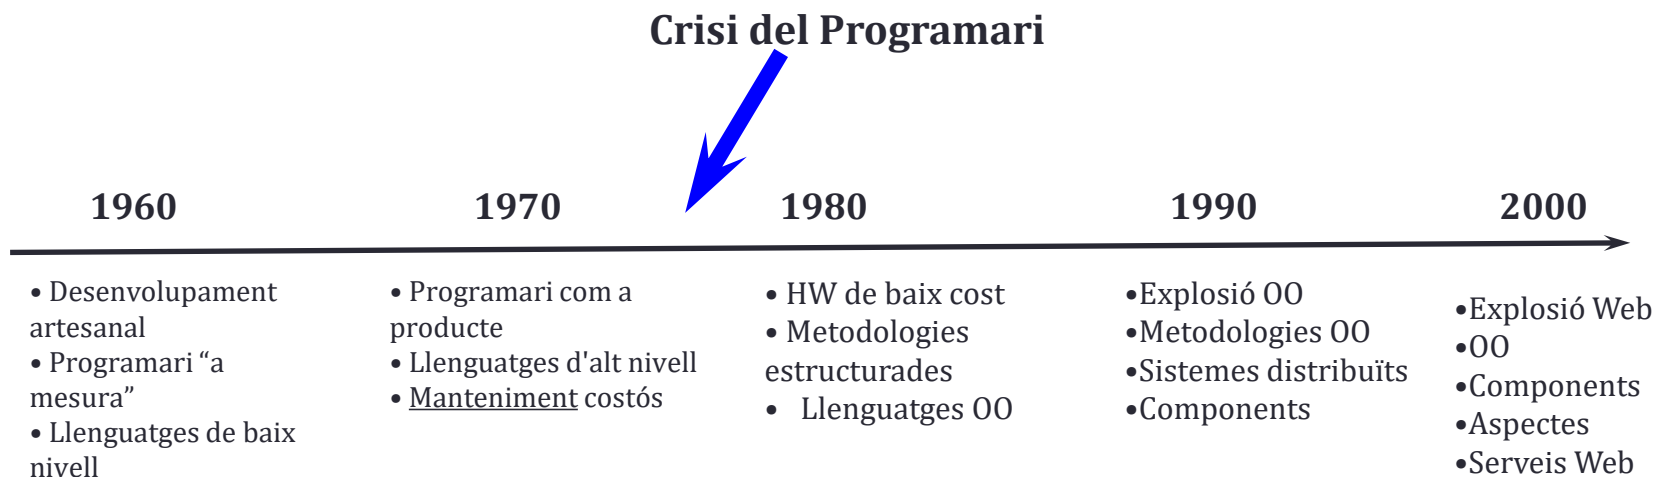 Crisi del Programari
1960
1970
1980
1990
2000
• Desenvolupament
artesanal
• Programari “a
mesura”
• Llenguatges de baix
nivell
• Programari com a
producte
• Llenguatges d'alt nivell
• Manteniment costós
• HW de baix cost
• Metodologies
estructurades
• Llenguatges OO
•Explosió OO
•Metodologies OO
•Sistemes distribuïts
•Components
•Explosió Web
•OO
•Components
•Aspectes
•Serveis Web